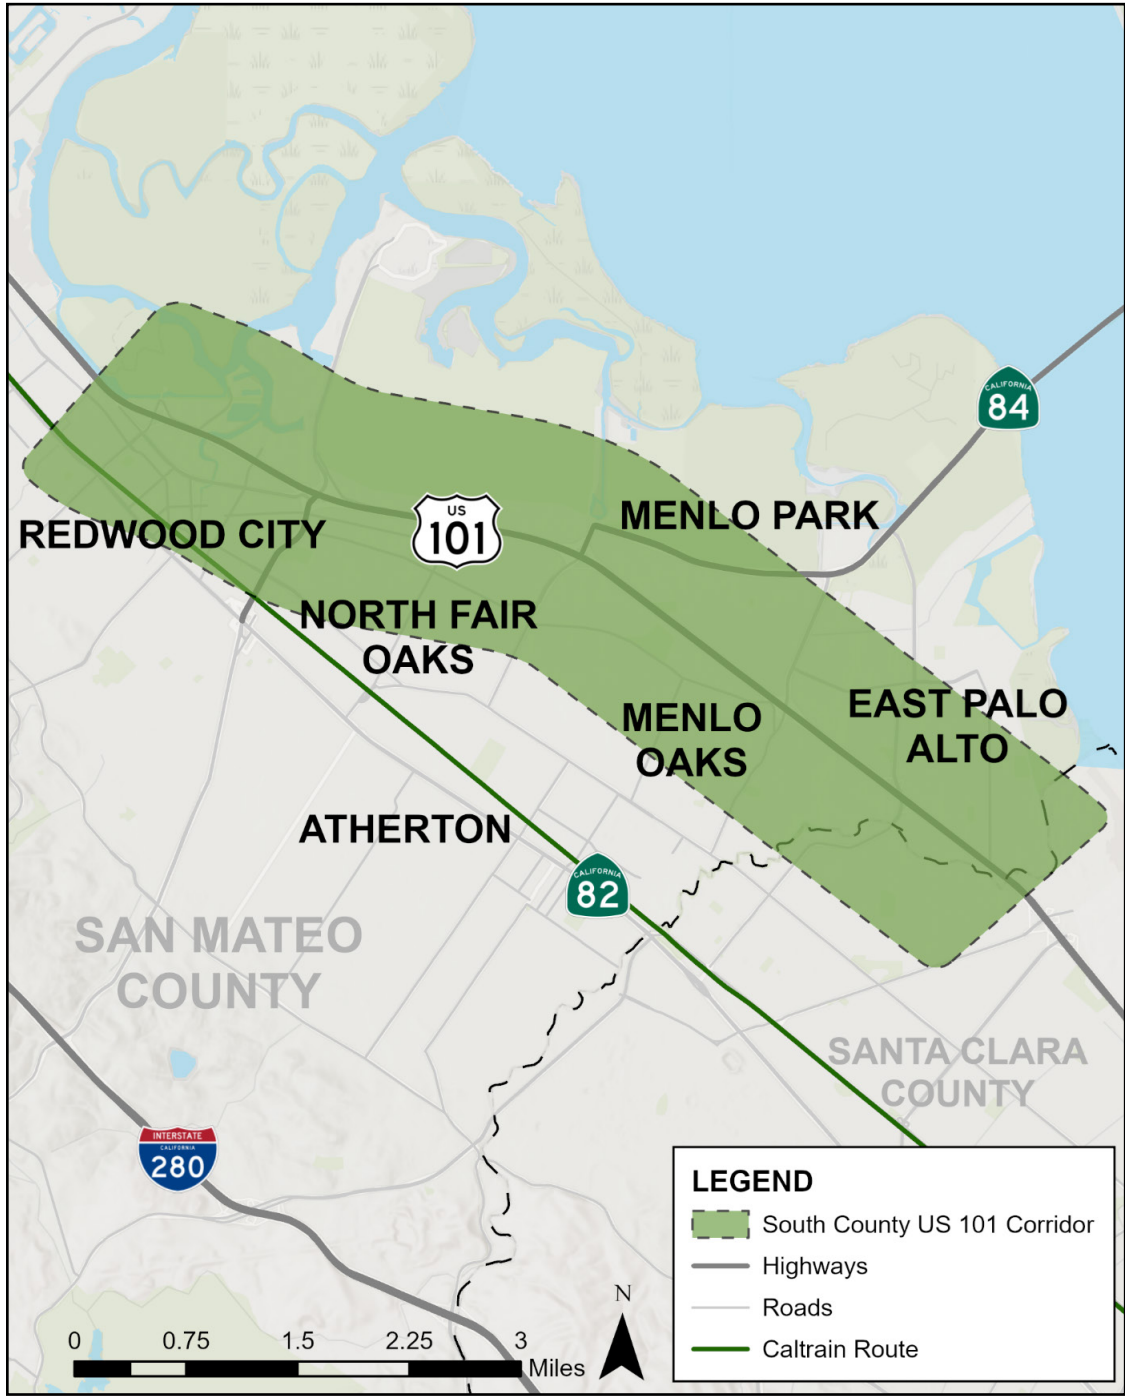 CALIFORNIA
84
US
101
MENLO PARK
REDWOOD CITY
NORTH FAIR
OAKS
MENLO
OAKS
EAST PALO
ALTO
ATHERTON
CALIFORNIA
82
SAN MATEO
COUNTY
SANTA CLARA
COUNTY
INTERSTATE
CALIFORNIA
280
LEGEND
South County US 101 Corridor
Highways
Roads
Caltrain Route
N
0 0.75 1.5 2.25 3
Miles